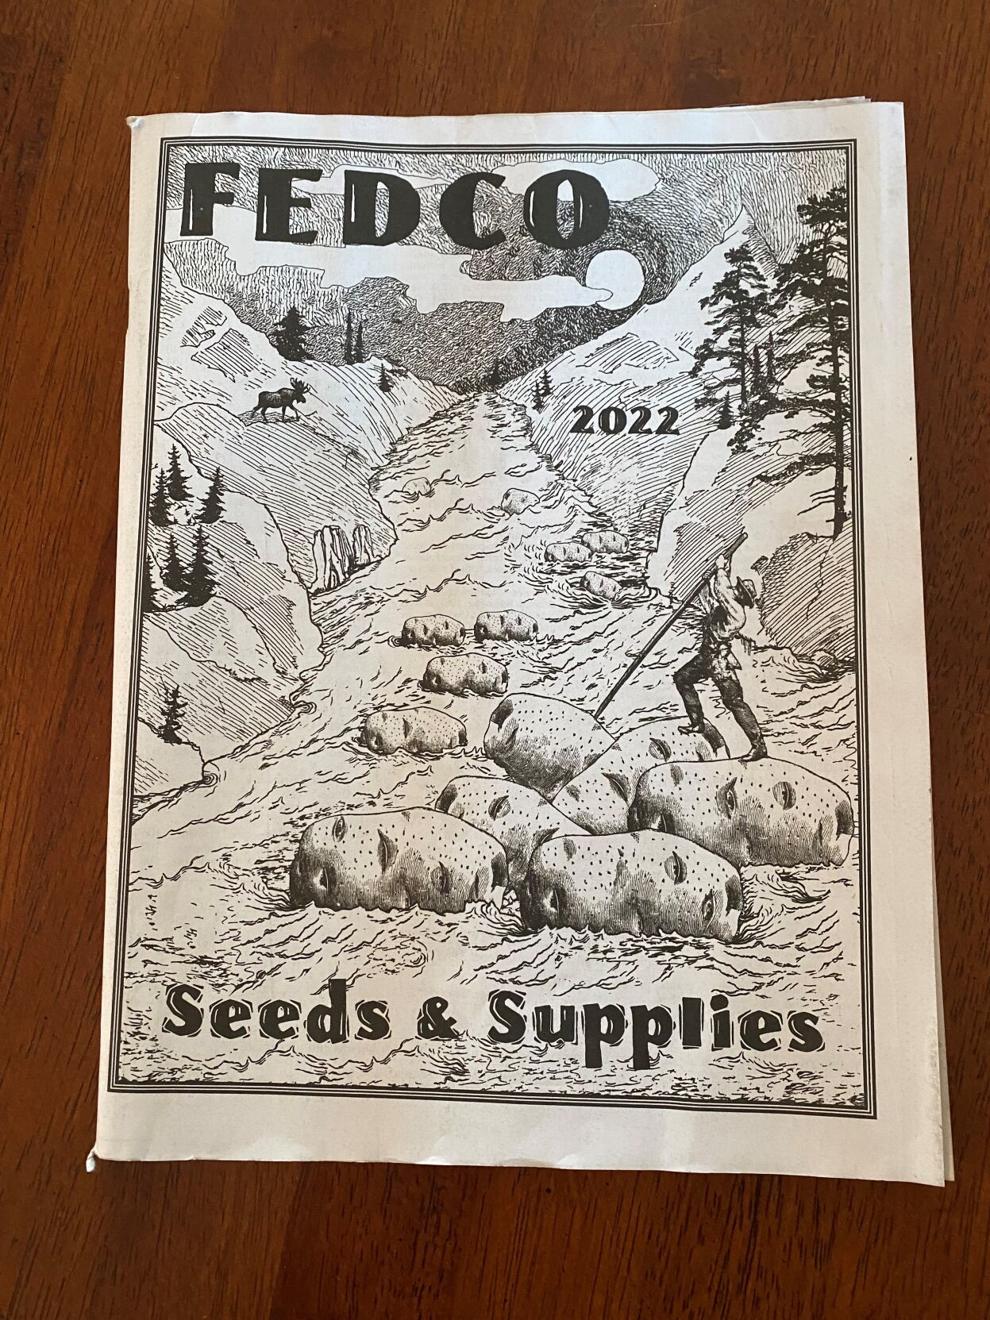 FEDCO
2022
Seeds & Supplies